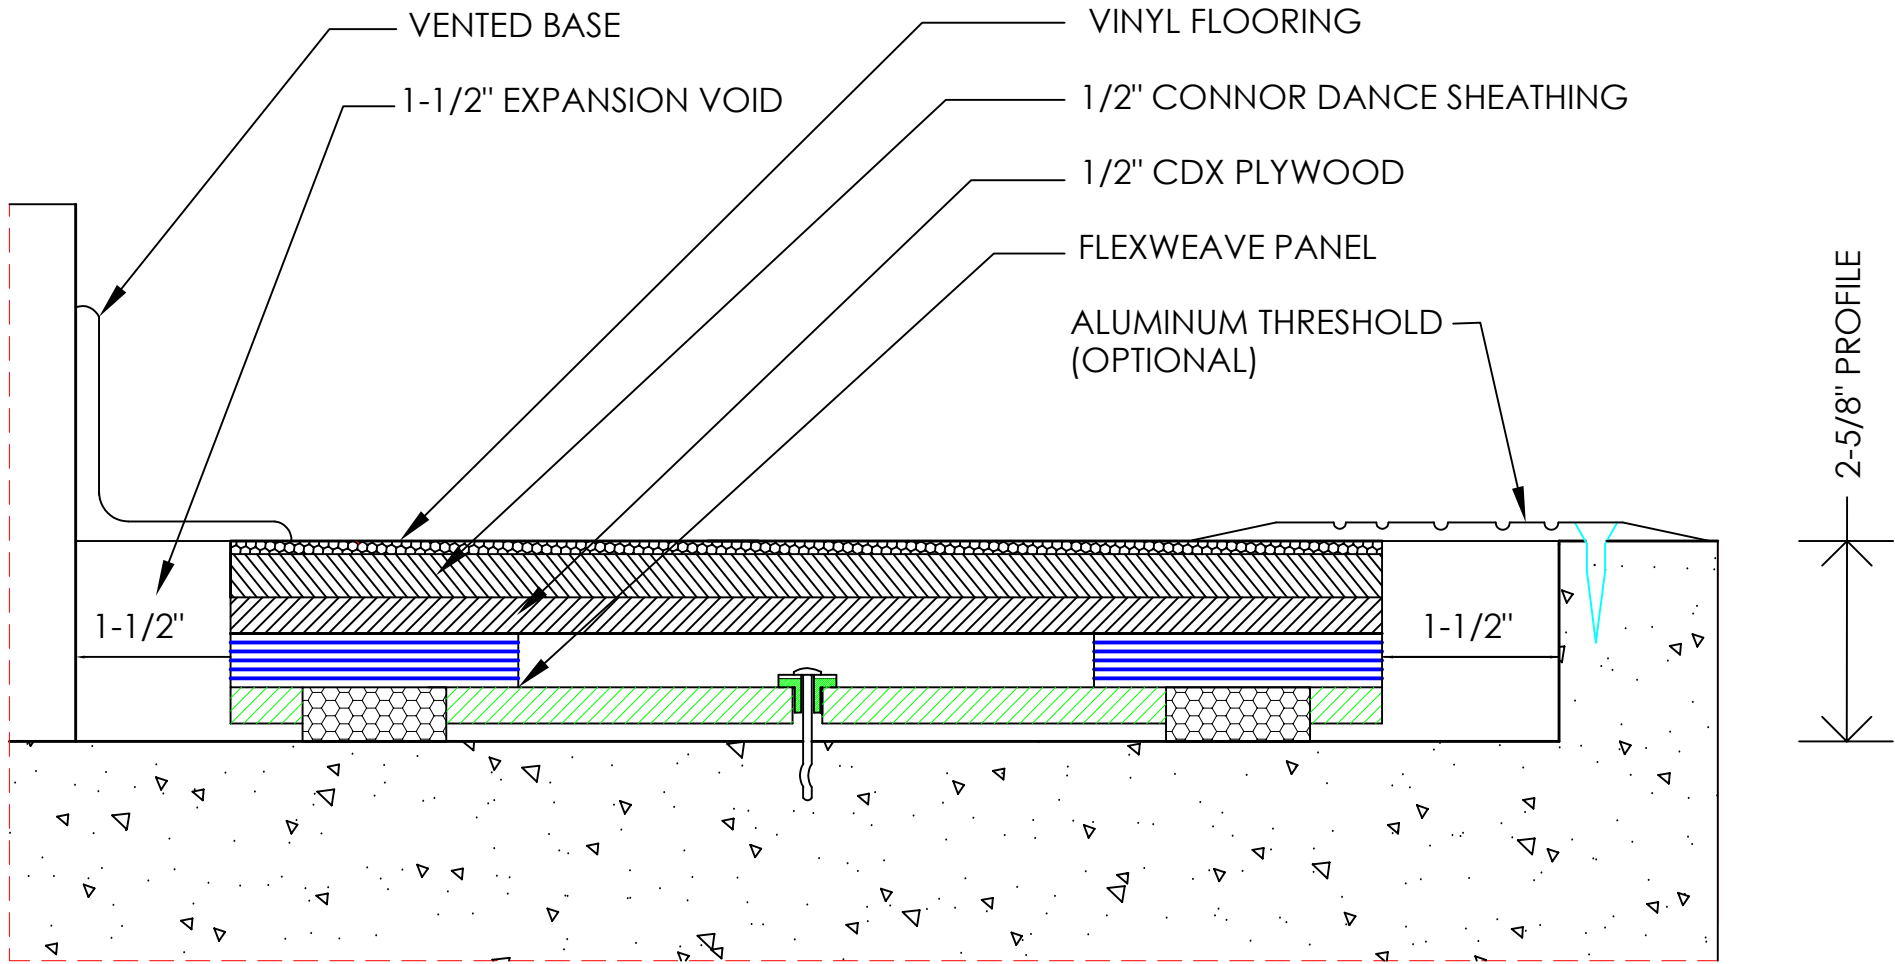 VENTED BASE
1-1/2" EXPANSION VOID
VINYL FLOORING
1/2" CONNOR DANCE SHEATHING
1/2" CDX PLYWOOD
FLEXWEAVE PANEL
ALUMINUM THRESHOLD
(OPTIONAL)
2-5/8" PROFILE
1-1/2"
1-1/2"